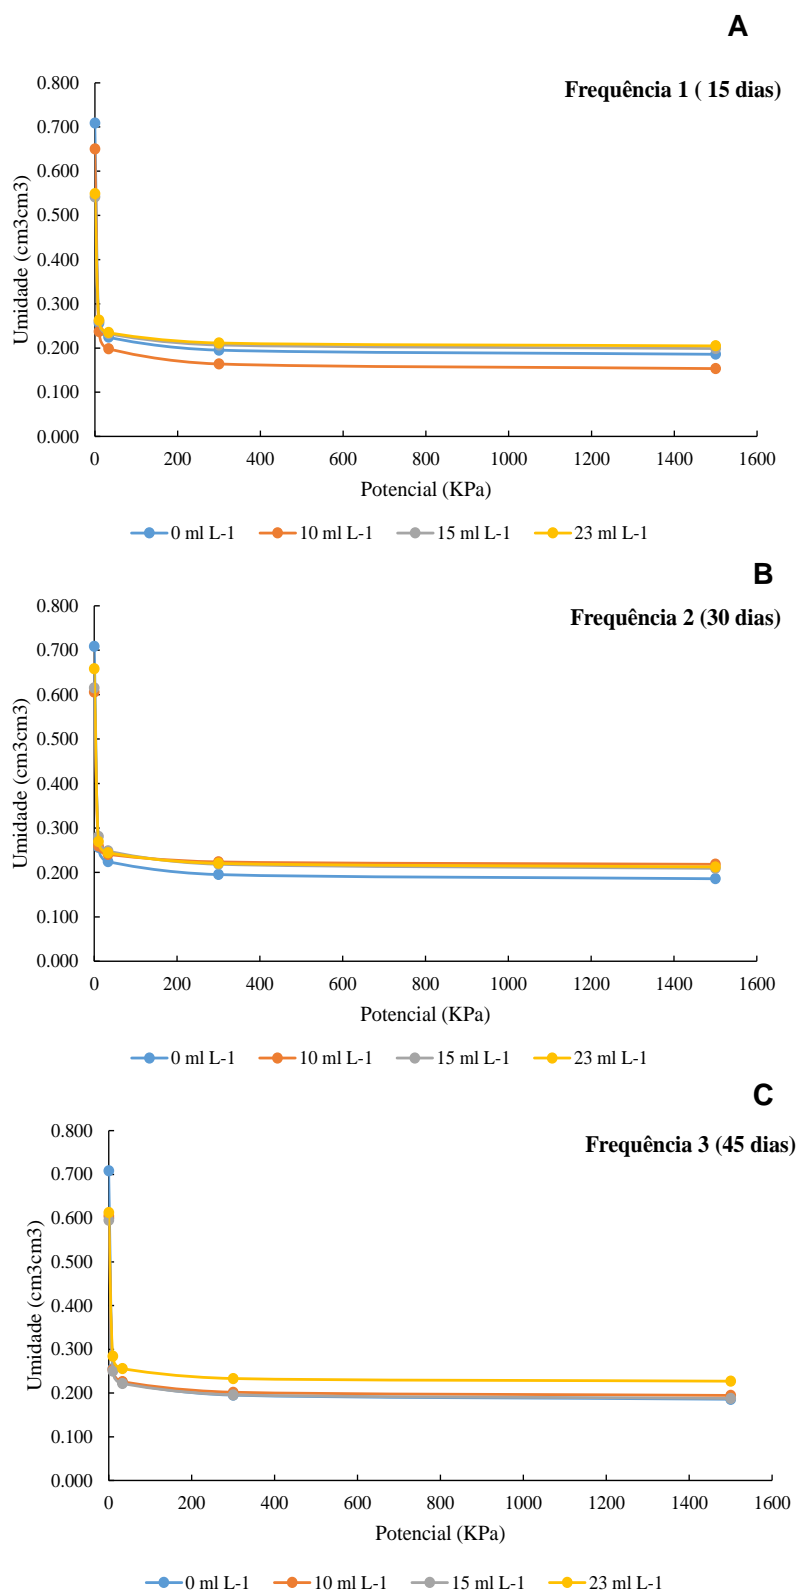 A
Frequência 1 ( 15 dias)
0.800
0.700
0.600
0.500
0.400
0.300
0.200
0.100
0.000
Umidade (cm3cm3)
0 200 400 600 800 1000 1200 1400 1600
Potencial (KPa)
0 ml L-1 10 ml L-1 15 ml L-1 23 ml L-1
B
Frequência 2 (30 dias)
0.800
0.700
0.600
0.500
0.400
0.300
0.200
0.100
0.000
Umidade (cm3cm3)
0 200 400 600 800 1000 1200 1400 1600
Potencial (KPa)
0 ml L-1 10 ml L-1 15 ml L-1 23 ml L-1
C
Frequência 3 (45 dias)
0.800
0.700
0.600
0.500
0.400
0.300
0.200
0.100
0.000
Umidade (cm3cm3)
0 200 400 600 800 1000 1200 1400 1600
Potencial (KPa)
0 ml L-1 10 ml L-1 15 ml L-1 23 ml L-1